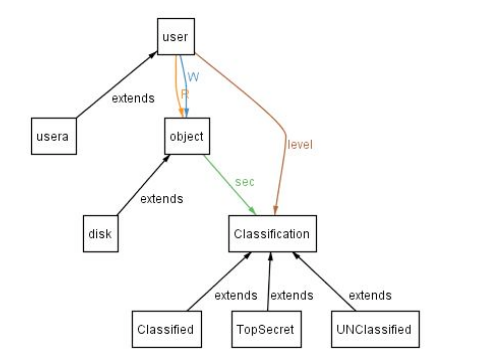 user
W
R
extends
usera
object
level
sec
extends
disk
Classification
extends
extends
extends
Classified
TopSecret
UNClassified